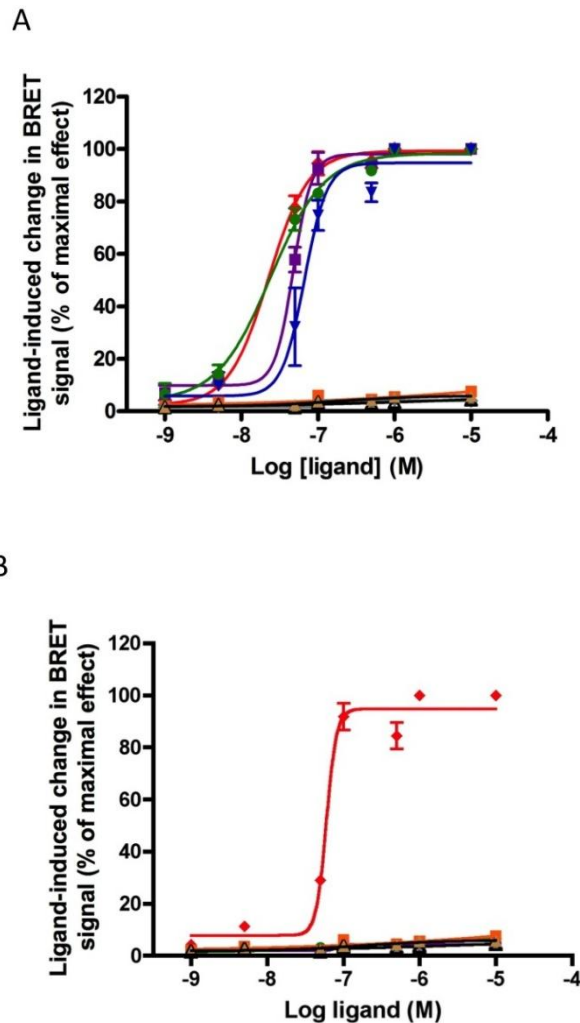 A
Ligand-induced change in BRET
signal (% of maximal effect)
120
100
80
60
40
20
0
-9 -8 -7 -6 -5 -4
Log [ligand] (M)
B
Ligand-induced change in BRET
signal (% of maximal effect)
120
100
80
60
40
20
0
-9 -8 -7 -6 -5 -4
Log ligand (M)